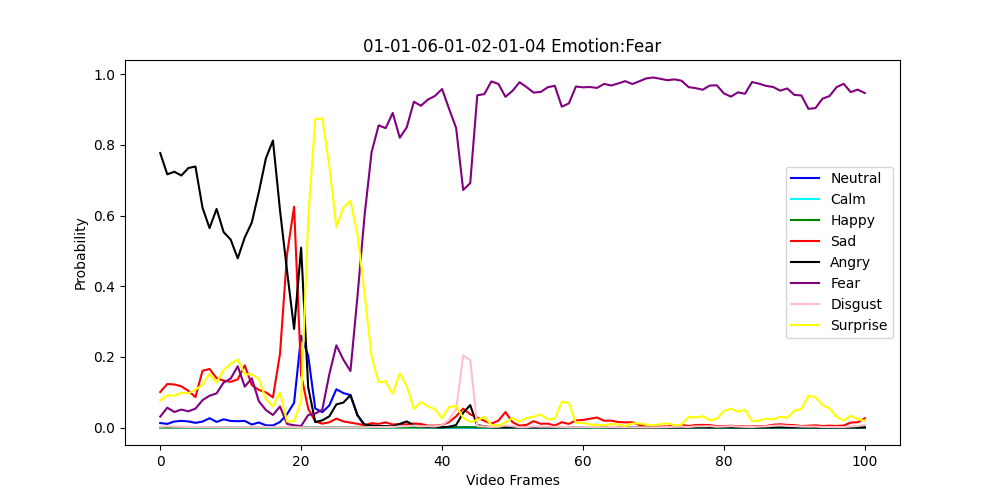 01-01-06-01-02-01-04 Emotion:Fear
1.0
0.8
0.6
0.4
0.2
0.0
Probability
0
20
40
60
80
100
Video Frames
Neutral
Calm
Happy
Sad
Angry
Fear
Disgust
Surprise